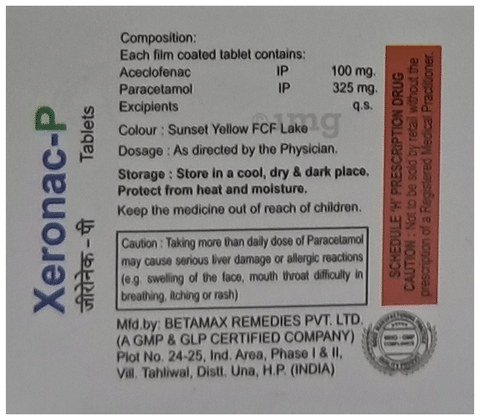 Xeronac-P
Tablets
जीरोनेक - पी
Composition:
Each film coated tablet contains:
Aceclofenac IP 100 mg.
Paracetamol IP 325 mg.
Excipients q.s.
Colour : Sunset Yellow FCF Lake
Dosage : As directed by the Physician.
Storage : Store in a cool, dry & dark place.
Protect from heat and moisture.
Keep the medicine out of reach of children.
Caution : Taking more than daily dose of Paracetamol
may cause serious liver damage or allergic reactions
(e.g. swelling of the face, mouth throat difficulty in
breathing, itching or rash)
Mfd.by: BETAMAX REMEDIES PVT. LTD.
(A GMP & GLP CERTIFIED COMPANY)
Plot No. 24-25, Ind. Area, Phase I & II,
Vill. Tahliwal, Distt. Una, H.P. (INDIA)
SCHEDULE 'H' PRESCRIPTION DRUG
CAUTION : Not to be sold by retail without the
prescription of a Registered Medical Practitioner.
1mg